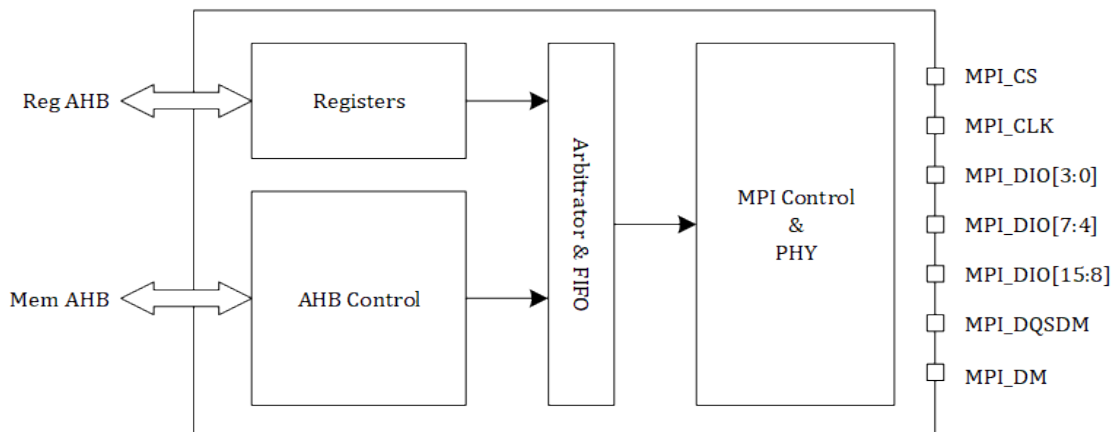 Reg AHB
Registers
Mem AHB
AHB Control
Arbitrator & FIFO
MPI Control
&
PHY
MPI_CS
MPI_CLK
MPI_DIO[3:0]
MPI_DIO[7:4]
MPI_DIO[15:8]
MPI_DQSDM
MPI_DM